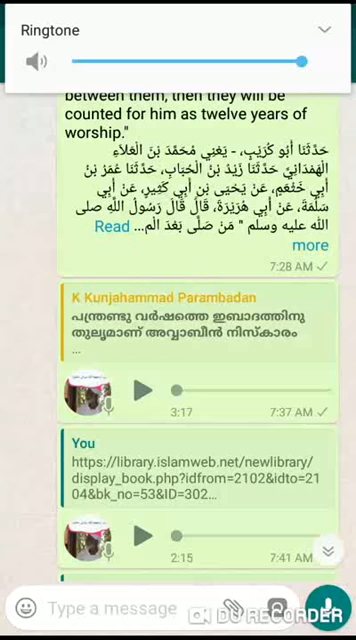 Ringtone
between them, then they will be
counted for him as twelve years of
worship."
حَدَّثَنَا أَبُو كُرَيْبٍ، - يَعْنِي مُحَمَّدَ بْنَ الْعَلاَءِ
الْهَمْدَانِيَّ حَدَّثَنَا زَيْدُ بْنُ الْحُبَابِ، حَدَّثَنَا عُمَرُ بْنُ
أَبِي خَثْعَمٍ، عَنْ يَحْيَى بْنِ أَبِي كَثِيرٍ، عَنْ أَبِي
سَلَمَةَ، عَنْ أَبِي هُرَيْرَةَ، قَالَ قَالَ رَسُولُ اللَّهِ صلى
الله عليه وسلم " مَنْ صَلَّى بَعْدَ الْم... Read
more
7:28 AM
K Kunjahammad Parambadan
പന്ത്രണ്ടു വർഷത്തെ ഇബാദത്തിനു
തുല്യമാണ് അവ്വാബീൻ നിസ്കാരം
...
3:17
7:37 AM
You
https://library.islamweb.net/newlibrary/
display_book.php?idfrom=2102&idto=21
04&bk_no=53&ID=302...
2:15
7:41 AM
Type a message
DU RECORDER